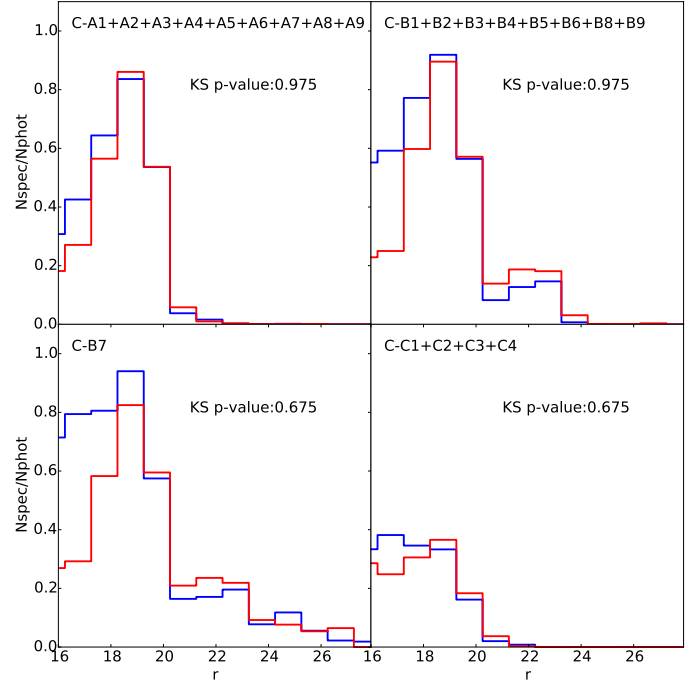 C-A1+A2+A3+A4+A5+A6+A7+A8+A9
C-B1+B2+B3+B4+B5+B6+B8+B9
KS p-value:0.975
KS p-value:0.975
Nspec/Nphot
1.0
0.8
0.6
0.4
0.2
0.0
C-B7
C-C1+C2+C3+C4
KS p-value:0.675
KS p-value:0.675
Nspec/Nphot
1.0
0.8
0.6
0.4
0.2
0.0
16 18 20 22 24 26
16 18 20 22 24 26
r
r